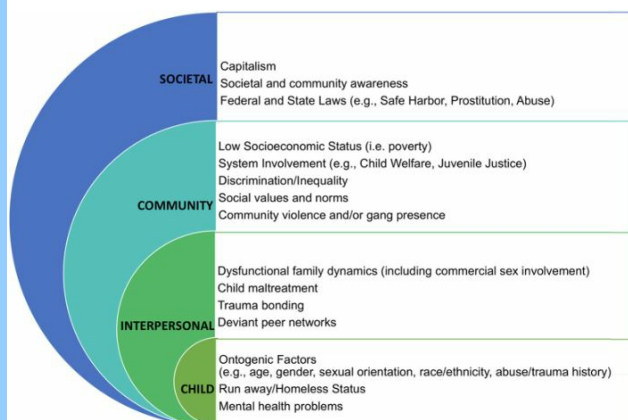 SOCIETAL
Capitalism
Societal and community awareness
Federal and State Laws (e.g., Safe Harbor, Prostitution, Abuse)
COMMUNITY
Low Socioeconomic Status (i.e. poverty)
System Involvement (e.g., Child Welfare, Juvenile Justice)
Discrimination/Inequality
Social values and norms
Community violence and/or gang presence
INTERPERSONAL
Dysfunctional family dynamics (including commercial sex involvement)
Child maltreatment
Trauma bonding
Deviant peer networks
CHILD
Ontogenic Factors
(e.g., age, gender, sexual orientation, race/ethnicity, abuse/trauma history)
Run away/Homeless Status
Mental health problems